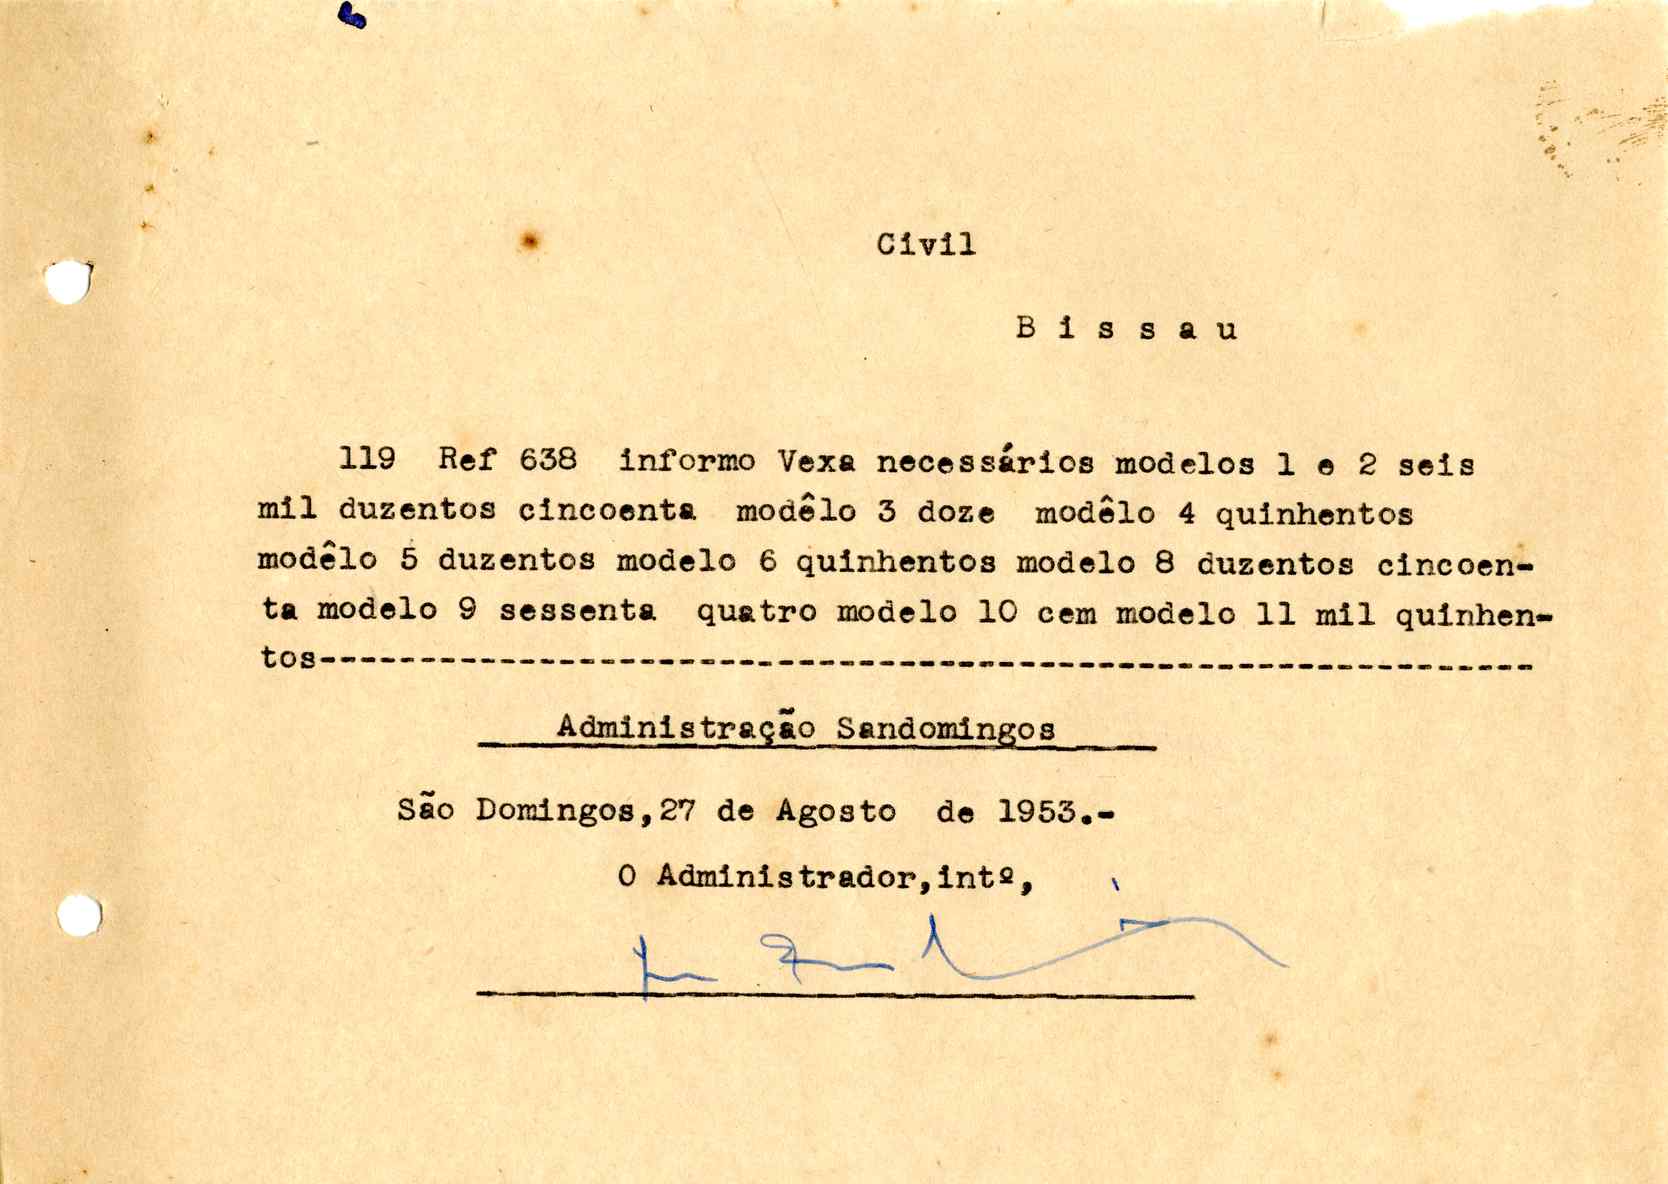 Civil
B i s s a u
119 Ref 638 informo Vexa necessários modelos 1 e 2 seis
mil duzentos cincoenta modêlo 3 doze modêlo 4 quinhentos
modêlo 5 duzentos modelo 6 quinhentos modelo 8 duzentos cincoen-
ta modelo 9 sessenta quatro modelo 10 cem modelo 11 mil quinhen-
tos-------------------------------------------------------------
Administração Sandomingos
São Domingos,27 de Agosto de 1953.-
O Administrador,intº,